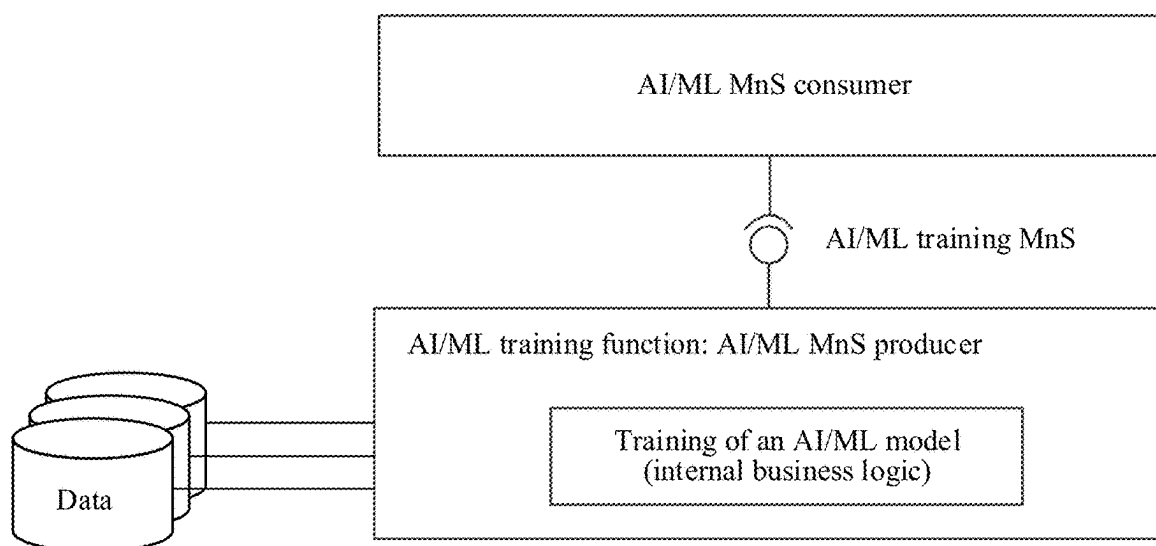 AI/ML MnS consumer
AI/ML training MnS
AI/ML training function: AI/ML MnS producer
Training of an AI/ML model
(internal business logic)
Data